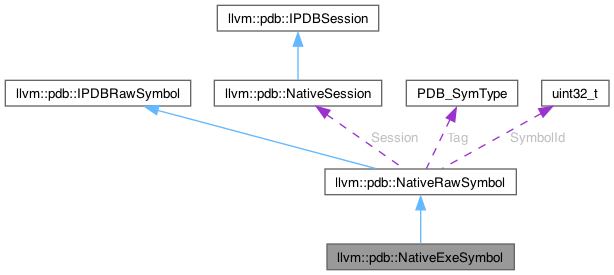 llvm::pdb::IPDBSession
llvm::pdb::IPDBRawSymbol
llvm::pdb::NativeSession
PDB_SymType
uint32_t
Session
Tag
SymbolId
llvm::pdb::NativeRawSymbol
llvm::pdb::NativeExeSymbol